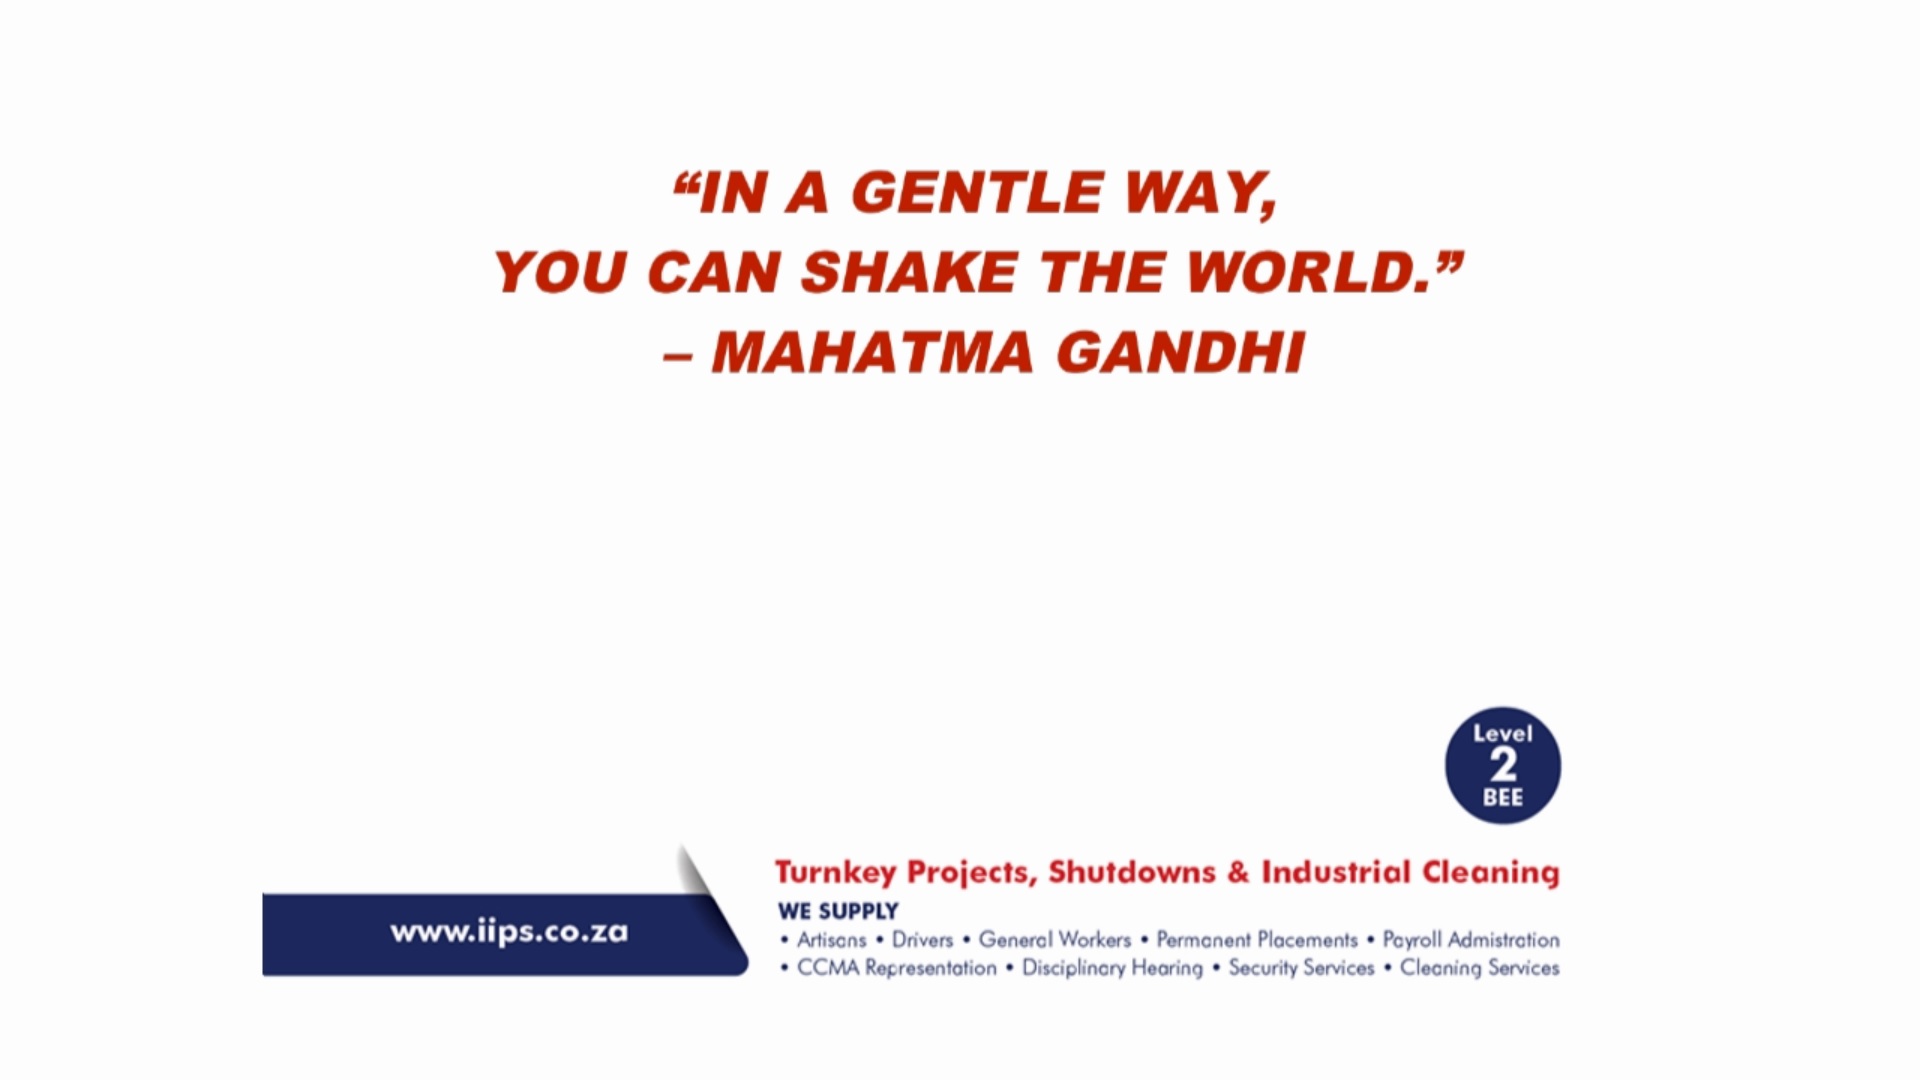 “IN A GENTLE WAY,
YOU CAN SHAKE THE WORLD.”
– MAHATMA GANDHI
Level
2
BEE
www.iips.co.za
Turnkey Projects, Shutdowns & Industrial Cleaning
WE SUPPLY
• Artisans • Drivers • General Workers • Permanent Placements • Payroll Admistration
• CCMA Representation • Disciplinary Hearing • Security Services • Cleaning Services